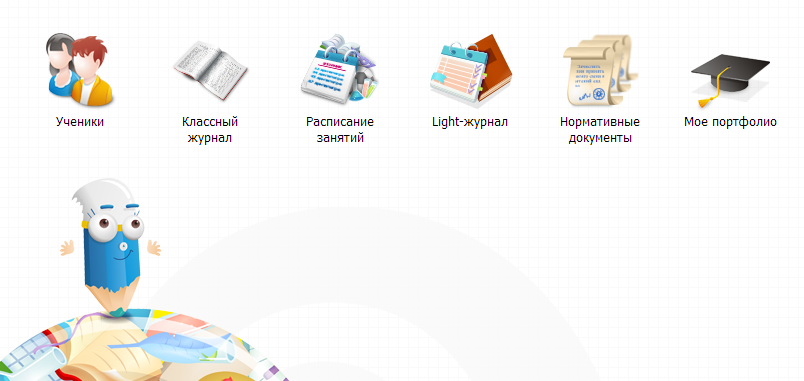 Ученики
Классный
журнал
Расписание
занятий
Light-журнал
Нормативные
документы
Мое портфолио